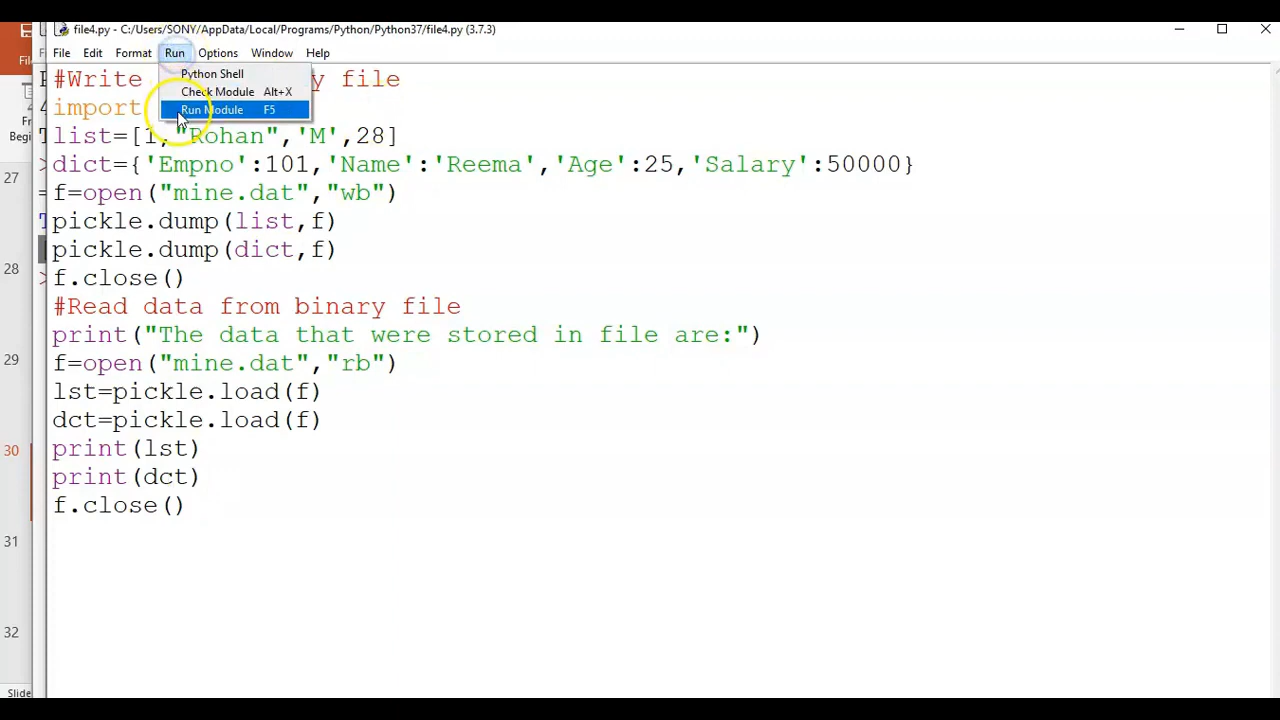 file4.py - C:/Users/SONY/AppData/Local/Programs/Python/Python37/file4.py (3.7.3)
File Edit Format Run Options Window Help
Python Shell
Check Module Alt+X
Run Module F5
#Write y file
import
list=[1,"Rohan",'M',28]
dict={'Empno':101,'Name':'Reema','Age':25,'Salary':50000}
f=open("mine.dat","wb")
pickle.dump(list,f)
pickle.dump(dict,f)
f.close()
#Read data from binary file
print("The data that were stored in file are:")
f=open("mine.dat","rb")
lst=pickle.load(f)
dct=pickle.load(f)
print(lst)
print(dct)
f.close()
Fil
Begin
27
28
29
30
31
32
Slide